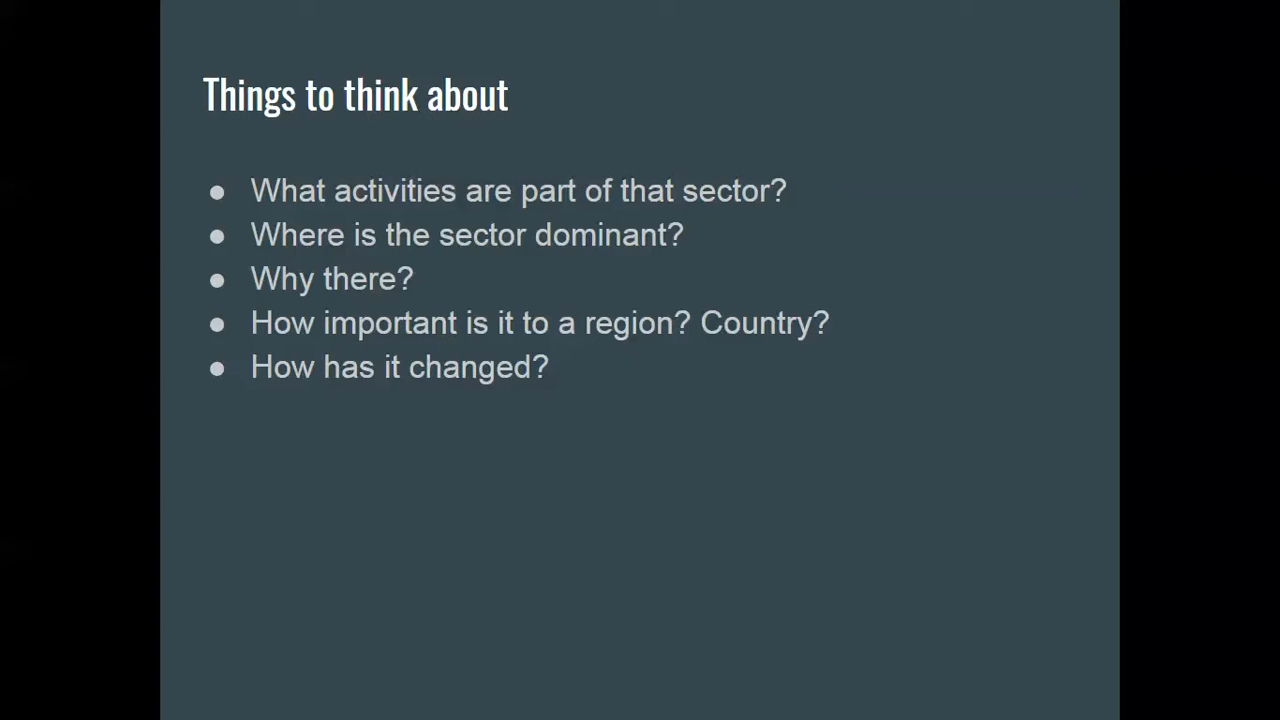 Things to think about
● What activities are part of that sector?
● Where is the sector dominant?
● Why there?
● How important is it to a region? Country?
● How has it changed?